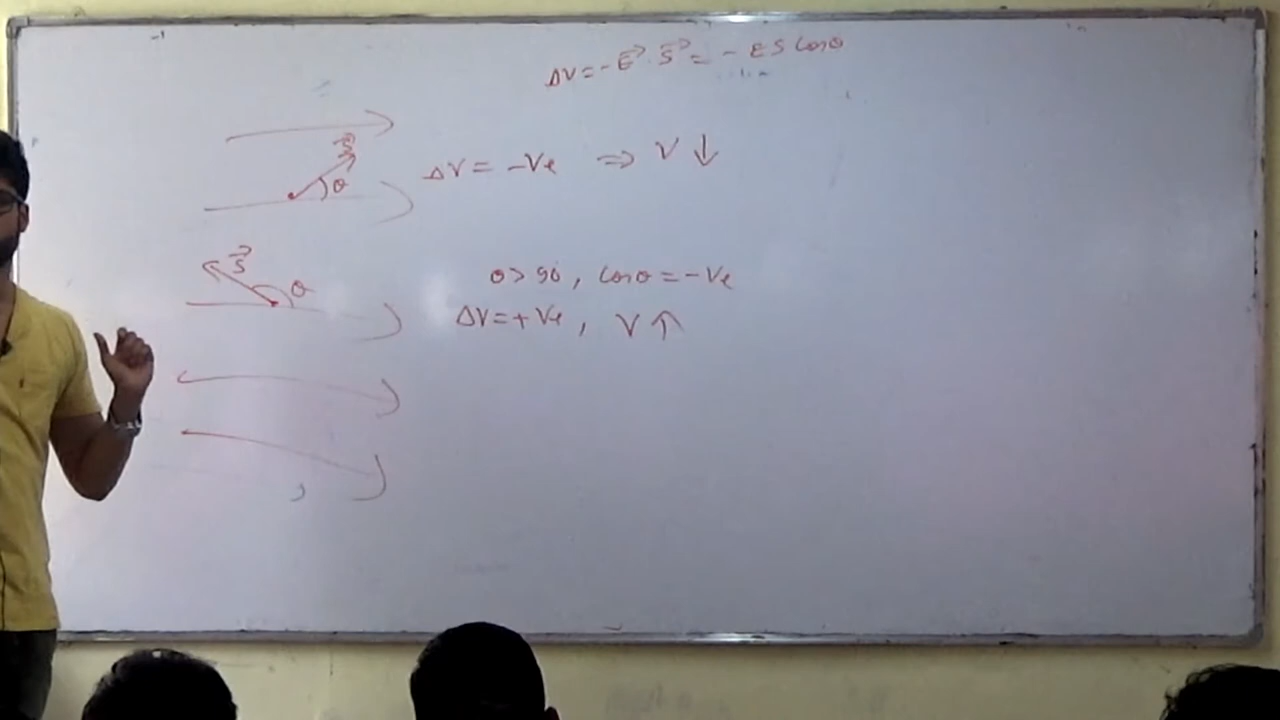 ΔV = -E⃗ · S⃗ = - ES Cosθ
S⃗
θ
ΔV = -Ve ⇒ V ↓
S⃗
θ
θ > 90, Cosθ = -Ve
ΔV = +Ve, V ↑